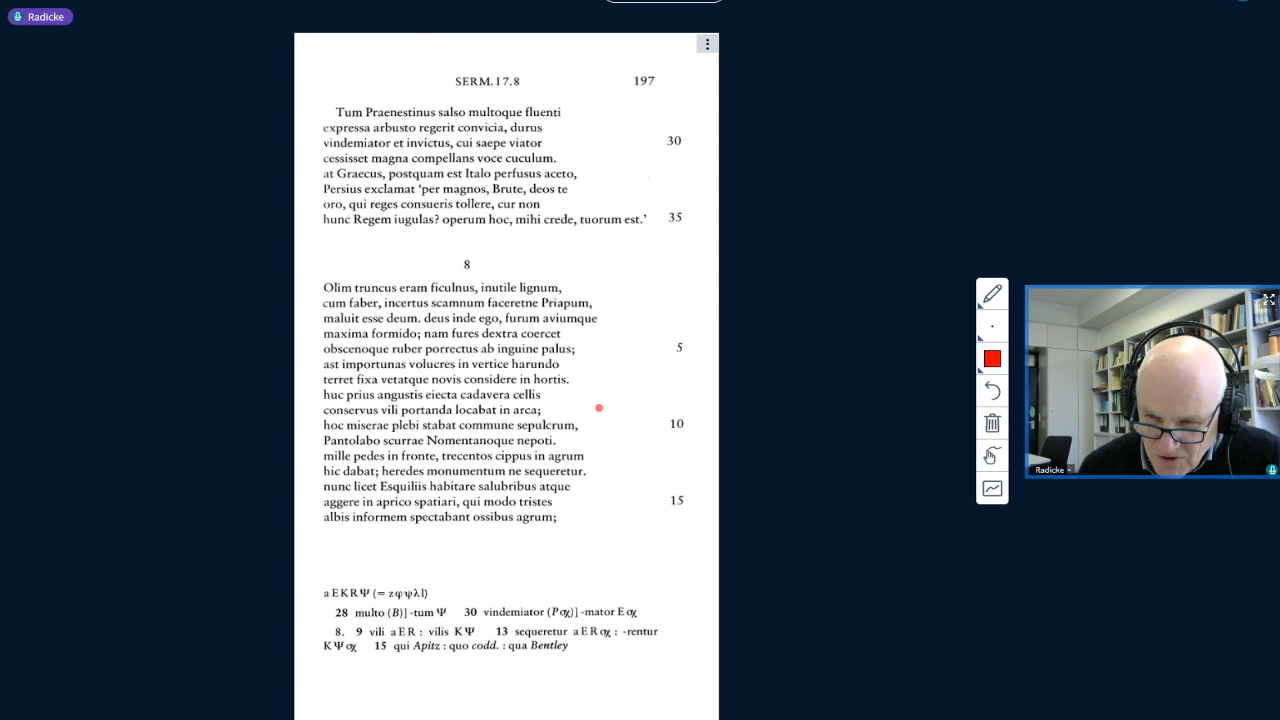 Radicke
SERM. I 7. 8 197
Tum Praenestinus salso multoque fluenti
expressa arbusto regerit convicia, durus
vindemiator et invictus, cui saepe viator 30
cessisset magna compellans voce cuculum.
at Graecus, postquam est Italo perfusus aceto,
Persius exclamat ‘per magnos, Brute, deos te
oro, qui reges consueris tollere, cur non
hunc Regem iugulas? operum hoc, mihi crede, tuorum est.’ 35
8
Olim truncus eram ficulnus, inutile lignum,
cum faber, incertus scamnum faceretne Priapum,
maluit esse deum. deus inde ego, furum aviumque
maxima formido; nam fures dextra coercet
obscenoque ruber porrectus ab inguine palus; 5
ast importunas volucres in vertice harundo
terret fixa vetatque novis considere in hortis.
huc prius angustis eiecta cadavera cellis
conservus vili portanda locabat in arca;
hoc miserae plebi stabat commune sepulcrum, 10
Pantolabo scurrae Nomentanoque nepoti.
mille pedes in fronte, trecentos cippus in agrum
hic dabat; heredes monumentum ne sequeretur.
nunc licet Esquiliis habitare salubribus atque
aggere in aprico spatiari, qui modo tristes 15
albis informem spectabant ossibus agrum;
a E K R Ψ (= z φ ψ λ l)
28 multo (B)] -tum Ψ 30 vindemiator (P σχ)] -mator E σχ
8. 9 vili a E R : vilis K Ψ 13 sequeretur a E R σχ : -rentur
K Ψ σχ 15 qui Apitz : quo codd. : qua Bentley
Radicke